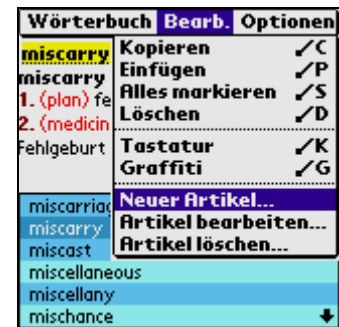 Wörterbuch Bearb. Optionen
miscarry
miscarry
1. (plan) fe
2. (medicin
Fehlgeburt
Kopieren /C
Einfügen /P
Alles markieren /S
Löschen /D
Tastatur /K
Graffiti /G
Neuer Artikel...
Artikel bearbeiten...
Artikel löschen...
miscarriag
miscarry
miscast
miscellaneous
miscellany
mischance